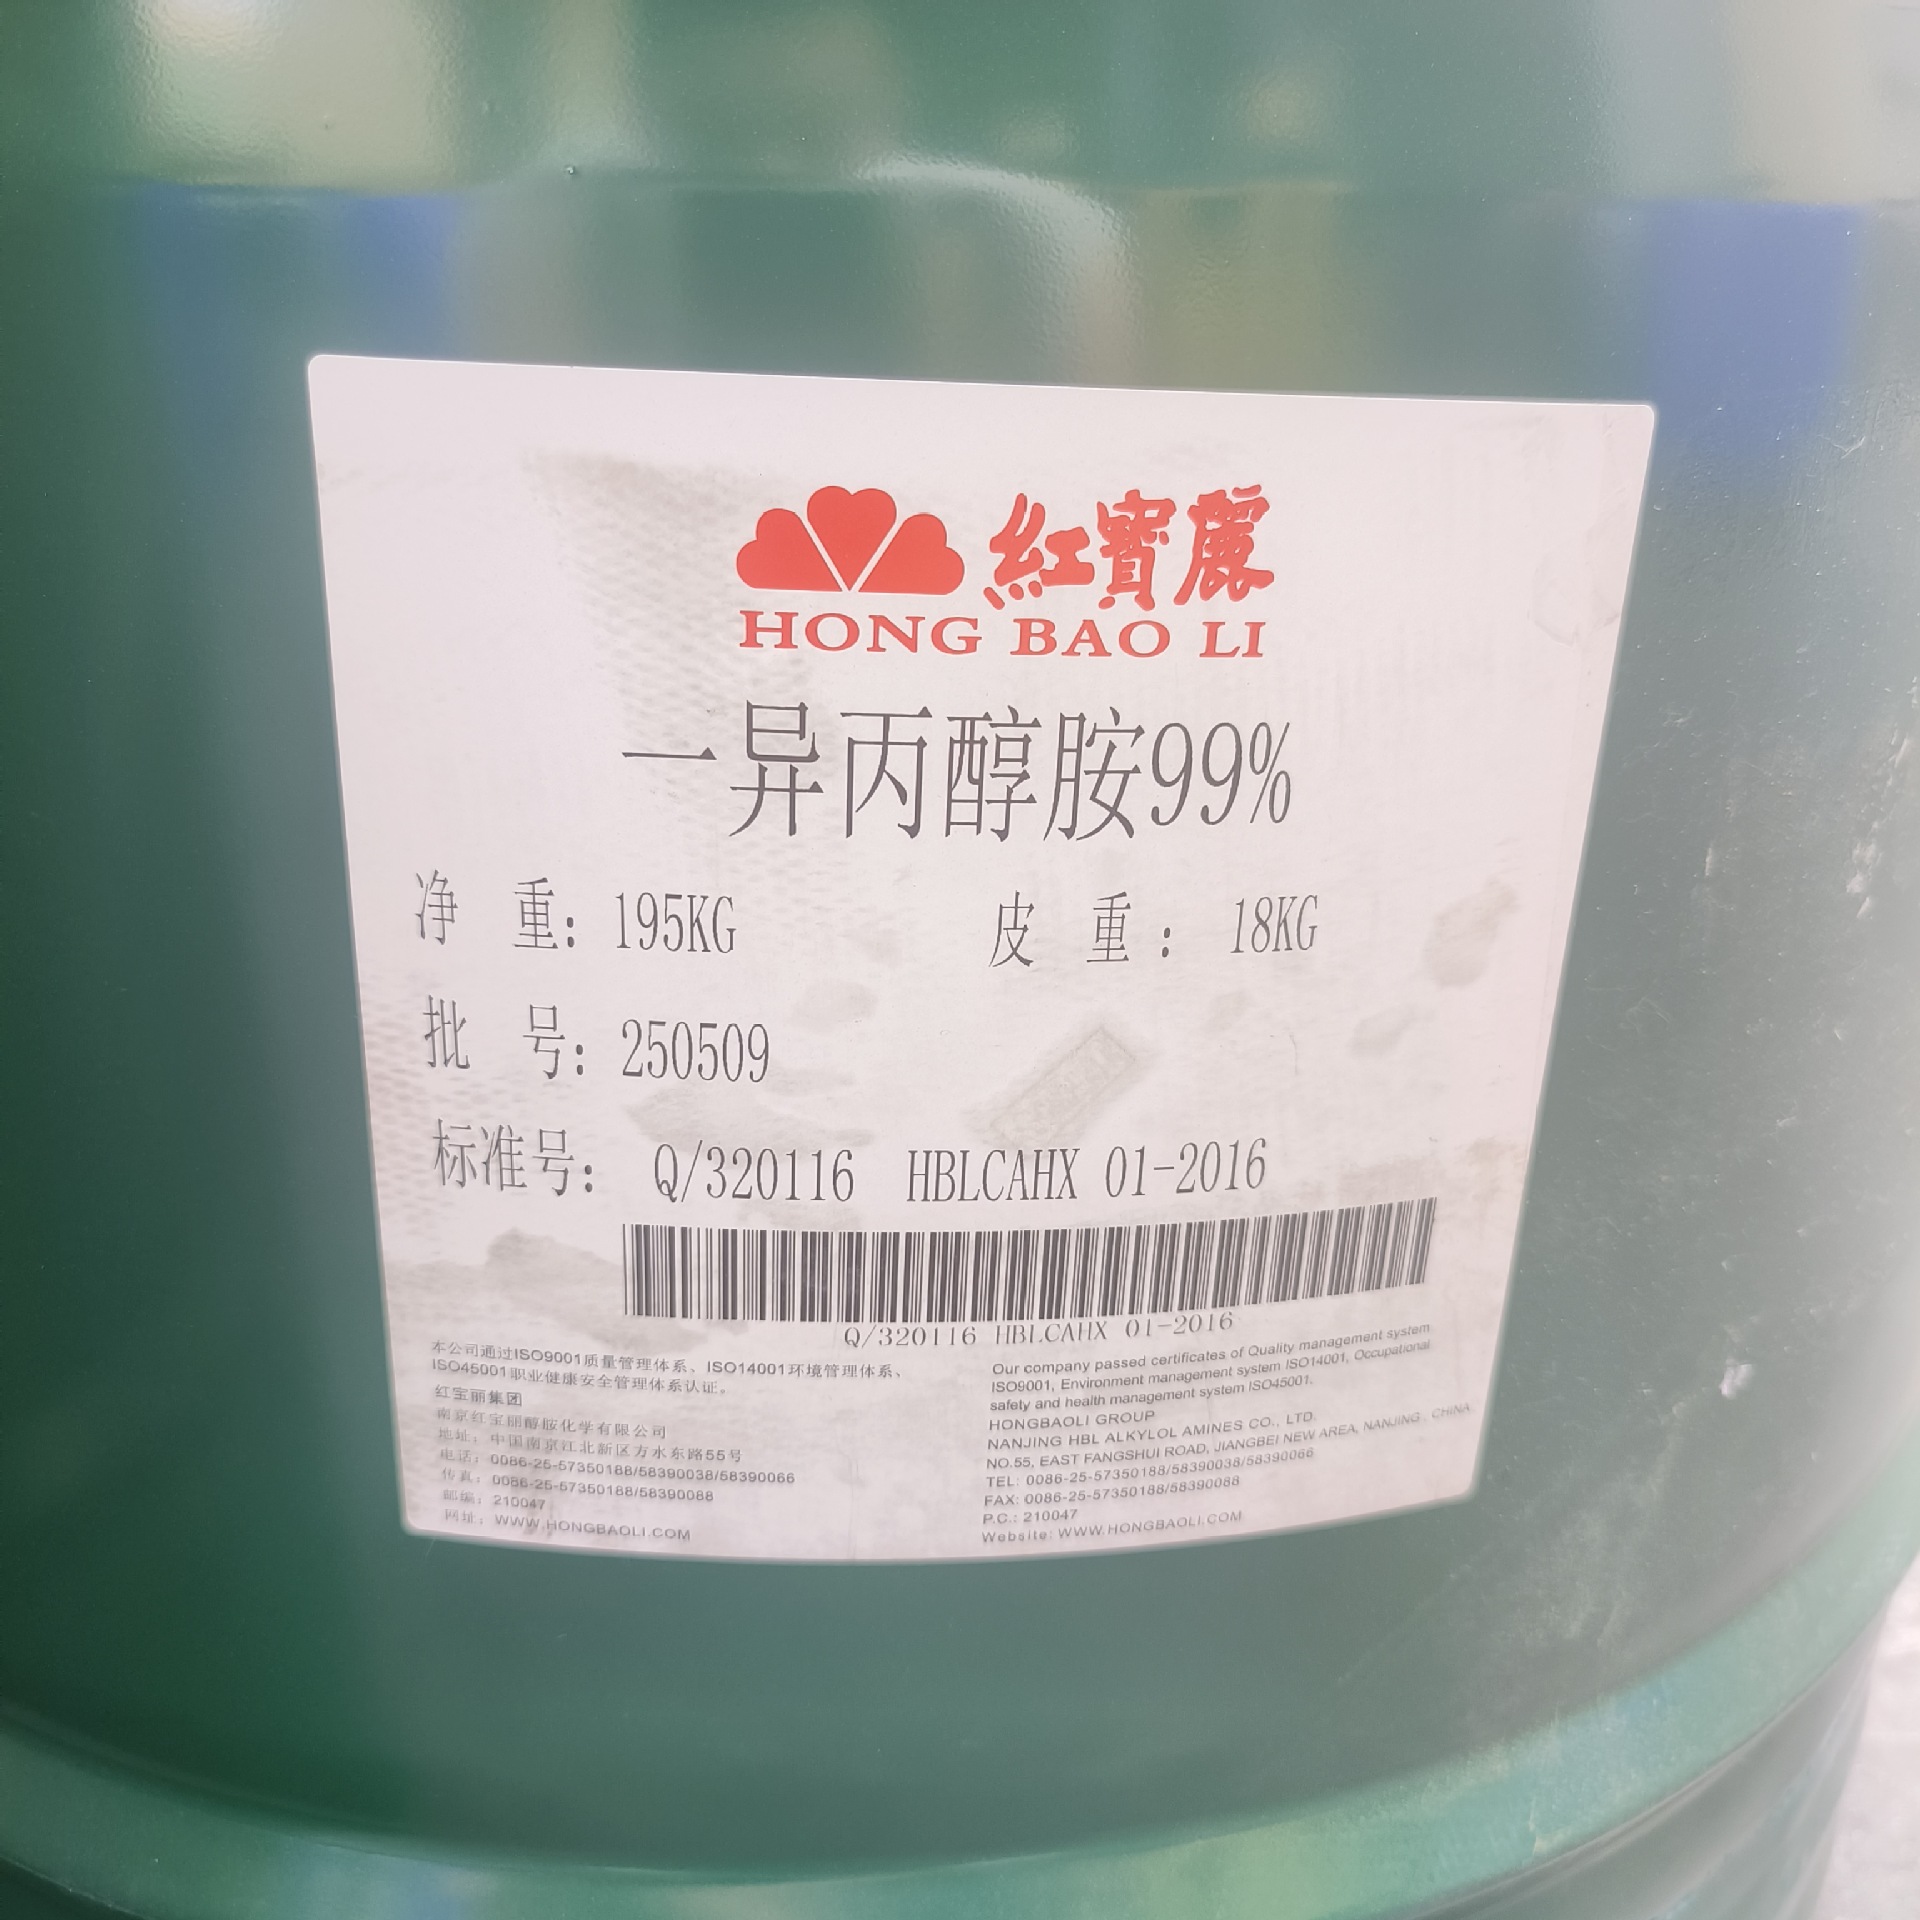 紅寶麗
HONG BAO LI
一异丙醇胺99%
净 重: 195KG 皮 重: 18KG
批 号: 250509
标准号: Q/320116 HBLCAHX 01-2016
Q/320116 HBLCAHX 01-2016
本公司通过ISO9001质量管理体系、ISO14001环境管理体系、
ISO45001职业健康安全管理体系认证。
红宝丽集团
南京红宝丽醇胺化学有限公司
地址: 中国南京江北新区方水东路55号
电话: 0086-25-57350188/58390038/58390066
传真: 0086-25-57350188/58390088
邮编: 210047
网址: WWW.HONGBAOLI.COM
Our company passed certificates of Quality management system
ISO9001, Environment management system ISO14001, Occupational
safety and health management system ISO45001.
HONGBAOLI GROUP
NANJING HBL ALKYLOL AMINES CO., LTD.
NO.55, EAST FANGSHUI ROAD, JIANGBEI NEW AREA, NANJING, CHINA
TEL: 0086-25-57350188/58390038/58390066
FAX: 0086-25-57350188/58390088
P.C.: 210047
Website: WWW.HONGBAOLI.COM